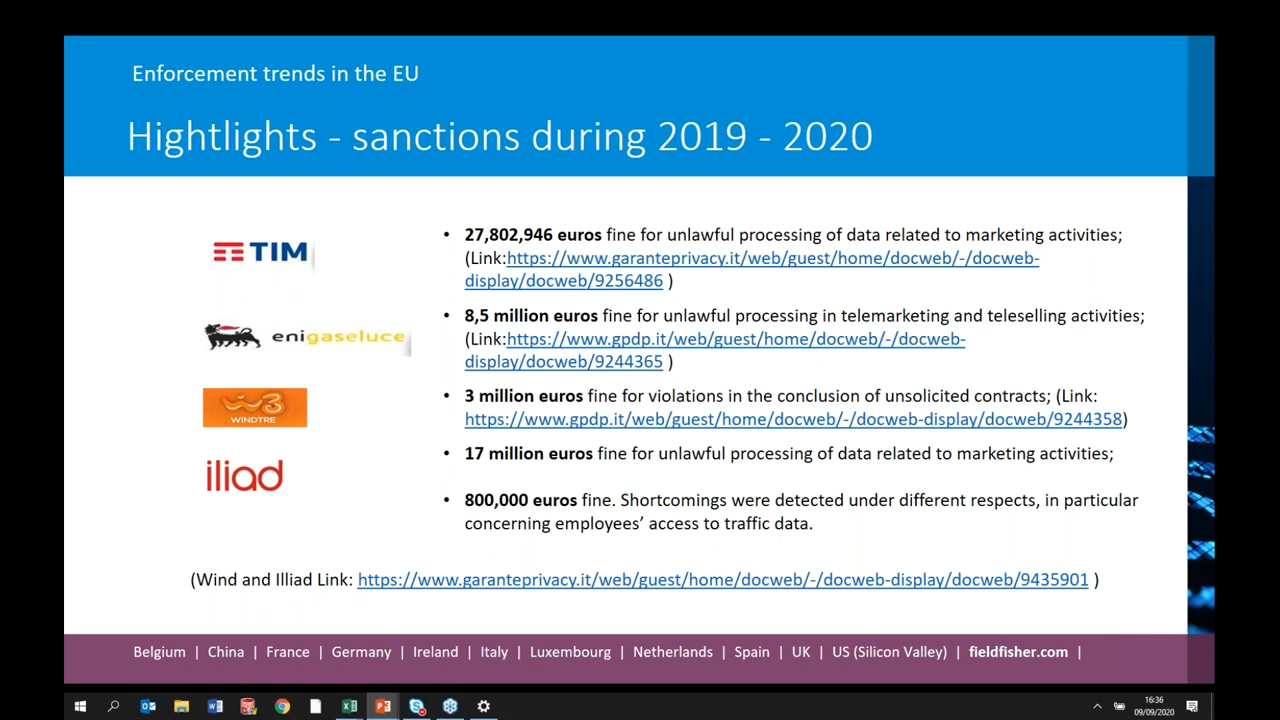 Enforcement trends in the EU
Hightlights - sanctions during 2019 - 2020
TIM
• 27,802,946 euros fine for unlawful processing of data related to marketing activities;
(Link:https://www.garanteprivacy.it/web/guest/home/docweb/-/docweb-
display/docweb/9256486 )
enigaseluce
• 8,5 million euros fine for unlawful processing in telemarketing and teleselling activities;
(Link:https://www.gpdp.it/web/guest/home/docweb/-/docweb-
display/docweb/9244365 )
W3
WINDTRE
• 3 million euros fine for violations in the conclusion of unsolicited contracts; (Link:
https://www.gpdp.it/web/guest/home/docweb/-/docweb-display/docweb/9244358)
• 17 million euros fine for unlawful processing of data related to marketing activities;
iliad
• 800,000 euros fine. Shortcomings were detected under different respects, in particular
concerning employees’ access to traffic data.
(Wind and Illiad Link: https://www.garanteprivacy.it/web/guest/home/docweb/-/docweb-display/docweb/9435901 )
Belgium | China | France | Germany | Ireland | Italy | Luxembourg | Netherlands | Spain | UK | US (Silicon Valley) | fieldfisher.com |
16:36
09/09/2020